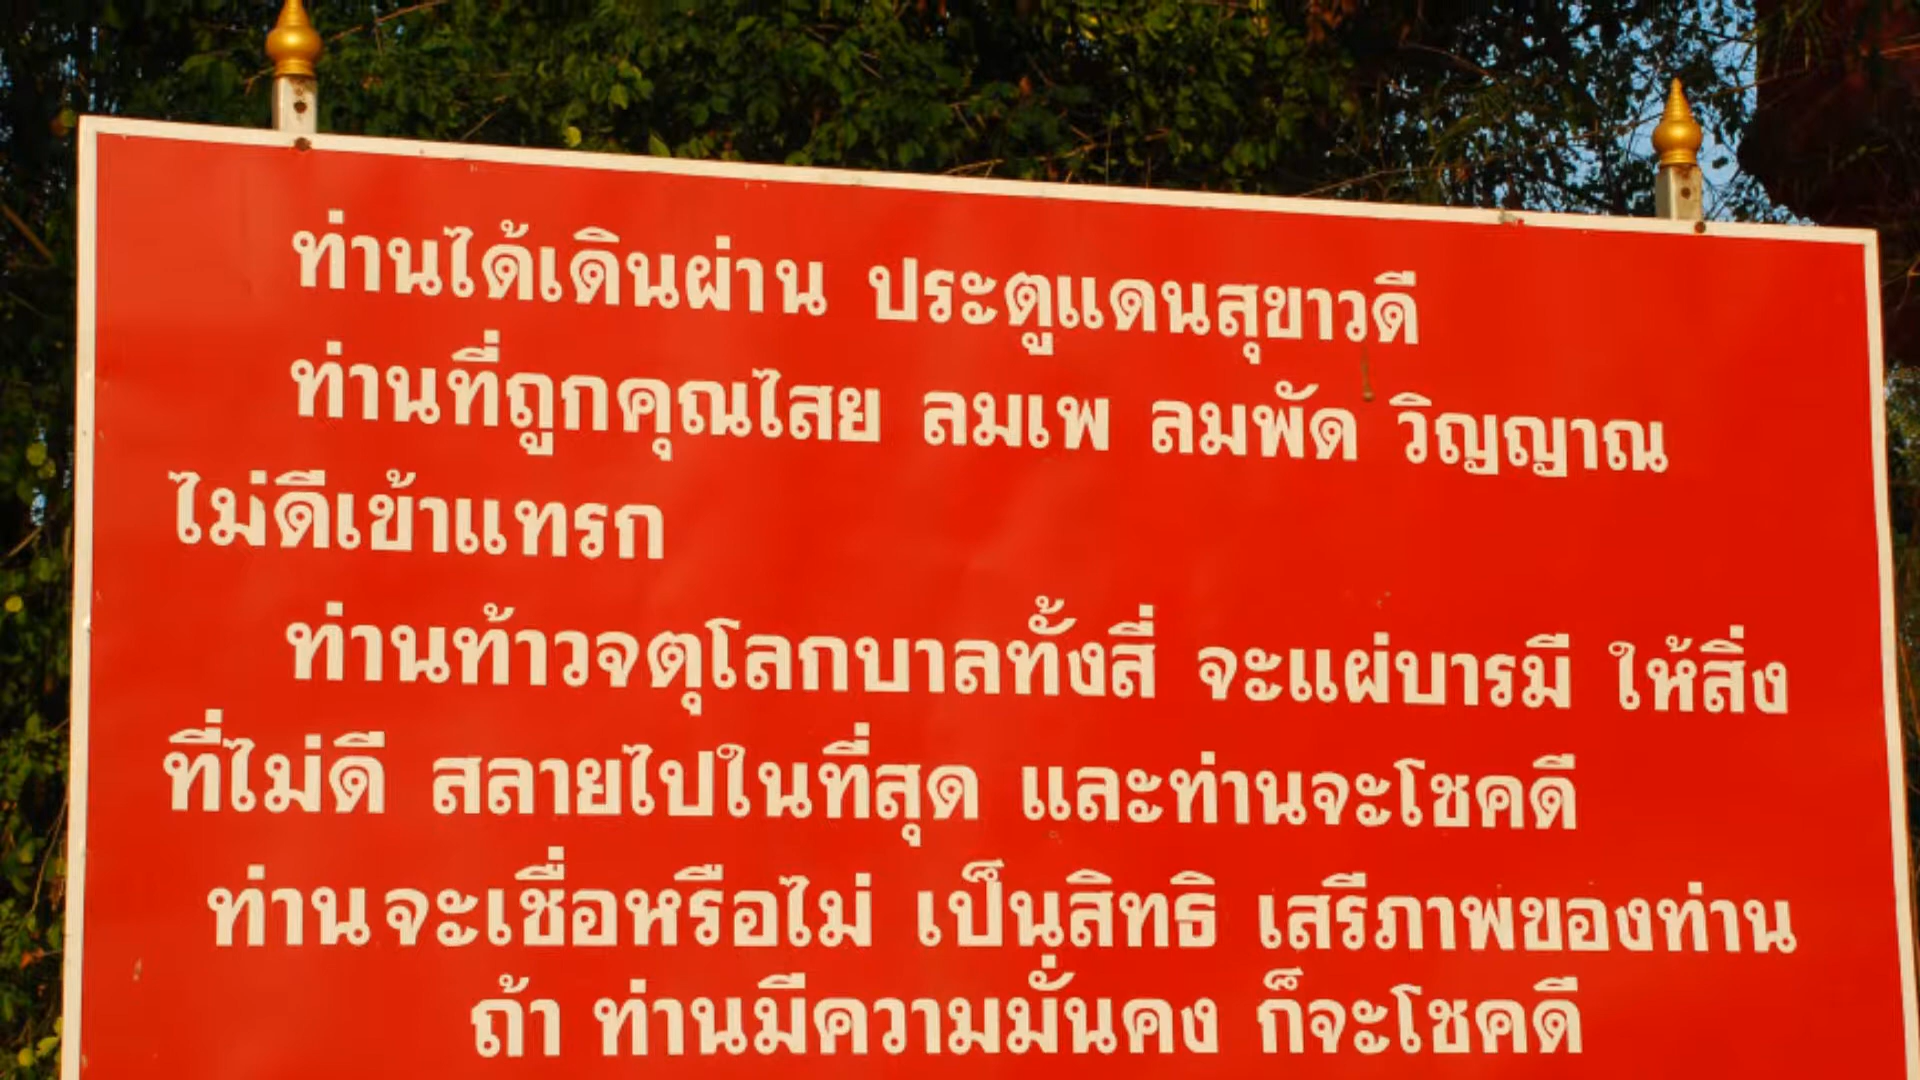 ท่านได้เดินผ่าน ประตูแดนสุขาวดี
ท่านที่ถูกคุณไสย ลมเพ ลมพัด วิญญาณ
ไม่ดีเข้าแทรก
ท่านท้าวจตุโลกบาลทั้งสี่ จะแผ่บารมี ให้สิ่ง
ที่ไม่ดี สลายไปในที่สุด และท่านจะโชคดี
ท่านจะเชื่อหรือไม่ เป็นสิทธิ เสรีภาพของท่าน
ถ้า ท่านมีความมั่นคง ก็จะโชคดี